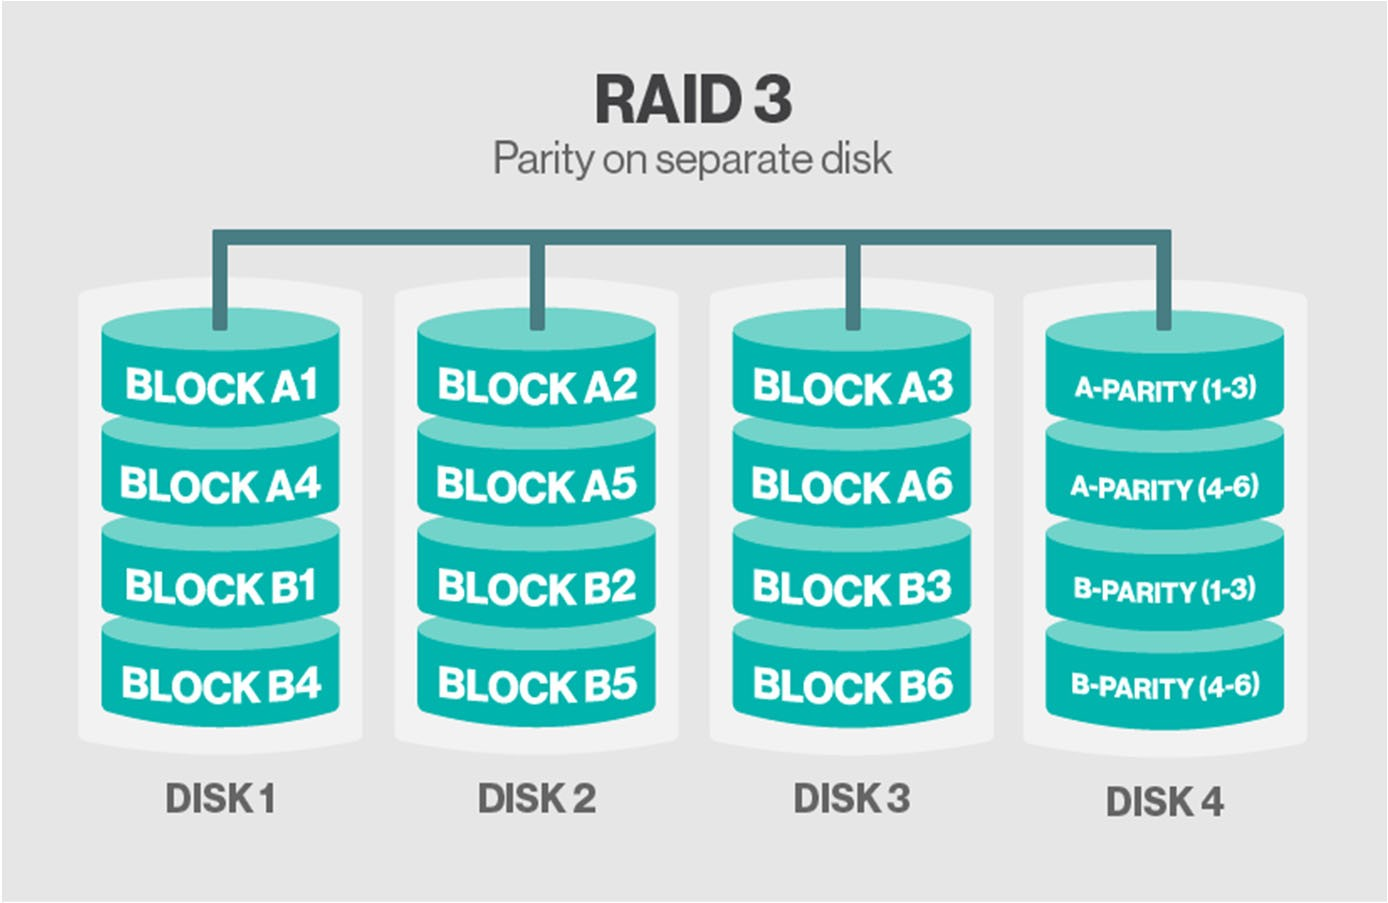 RAID 3
Parity on separate disk
BLOCK A1
BLOCK A2
BLOCK A3
A-PARITY (1-3)
BLOCK A4
BLOCK A5
BLOCK A6
A-PARITY (4-6)
BLOCK B1
BLOCK B2
BLOCK B3
B-PARITY (1-3)
BLOCK B4
BLOCK B5
BLOCK B6
B-PARITY (4-6)
DISK 1
DISK 2
DISK 3
DISK 4